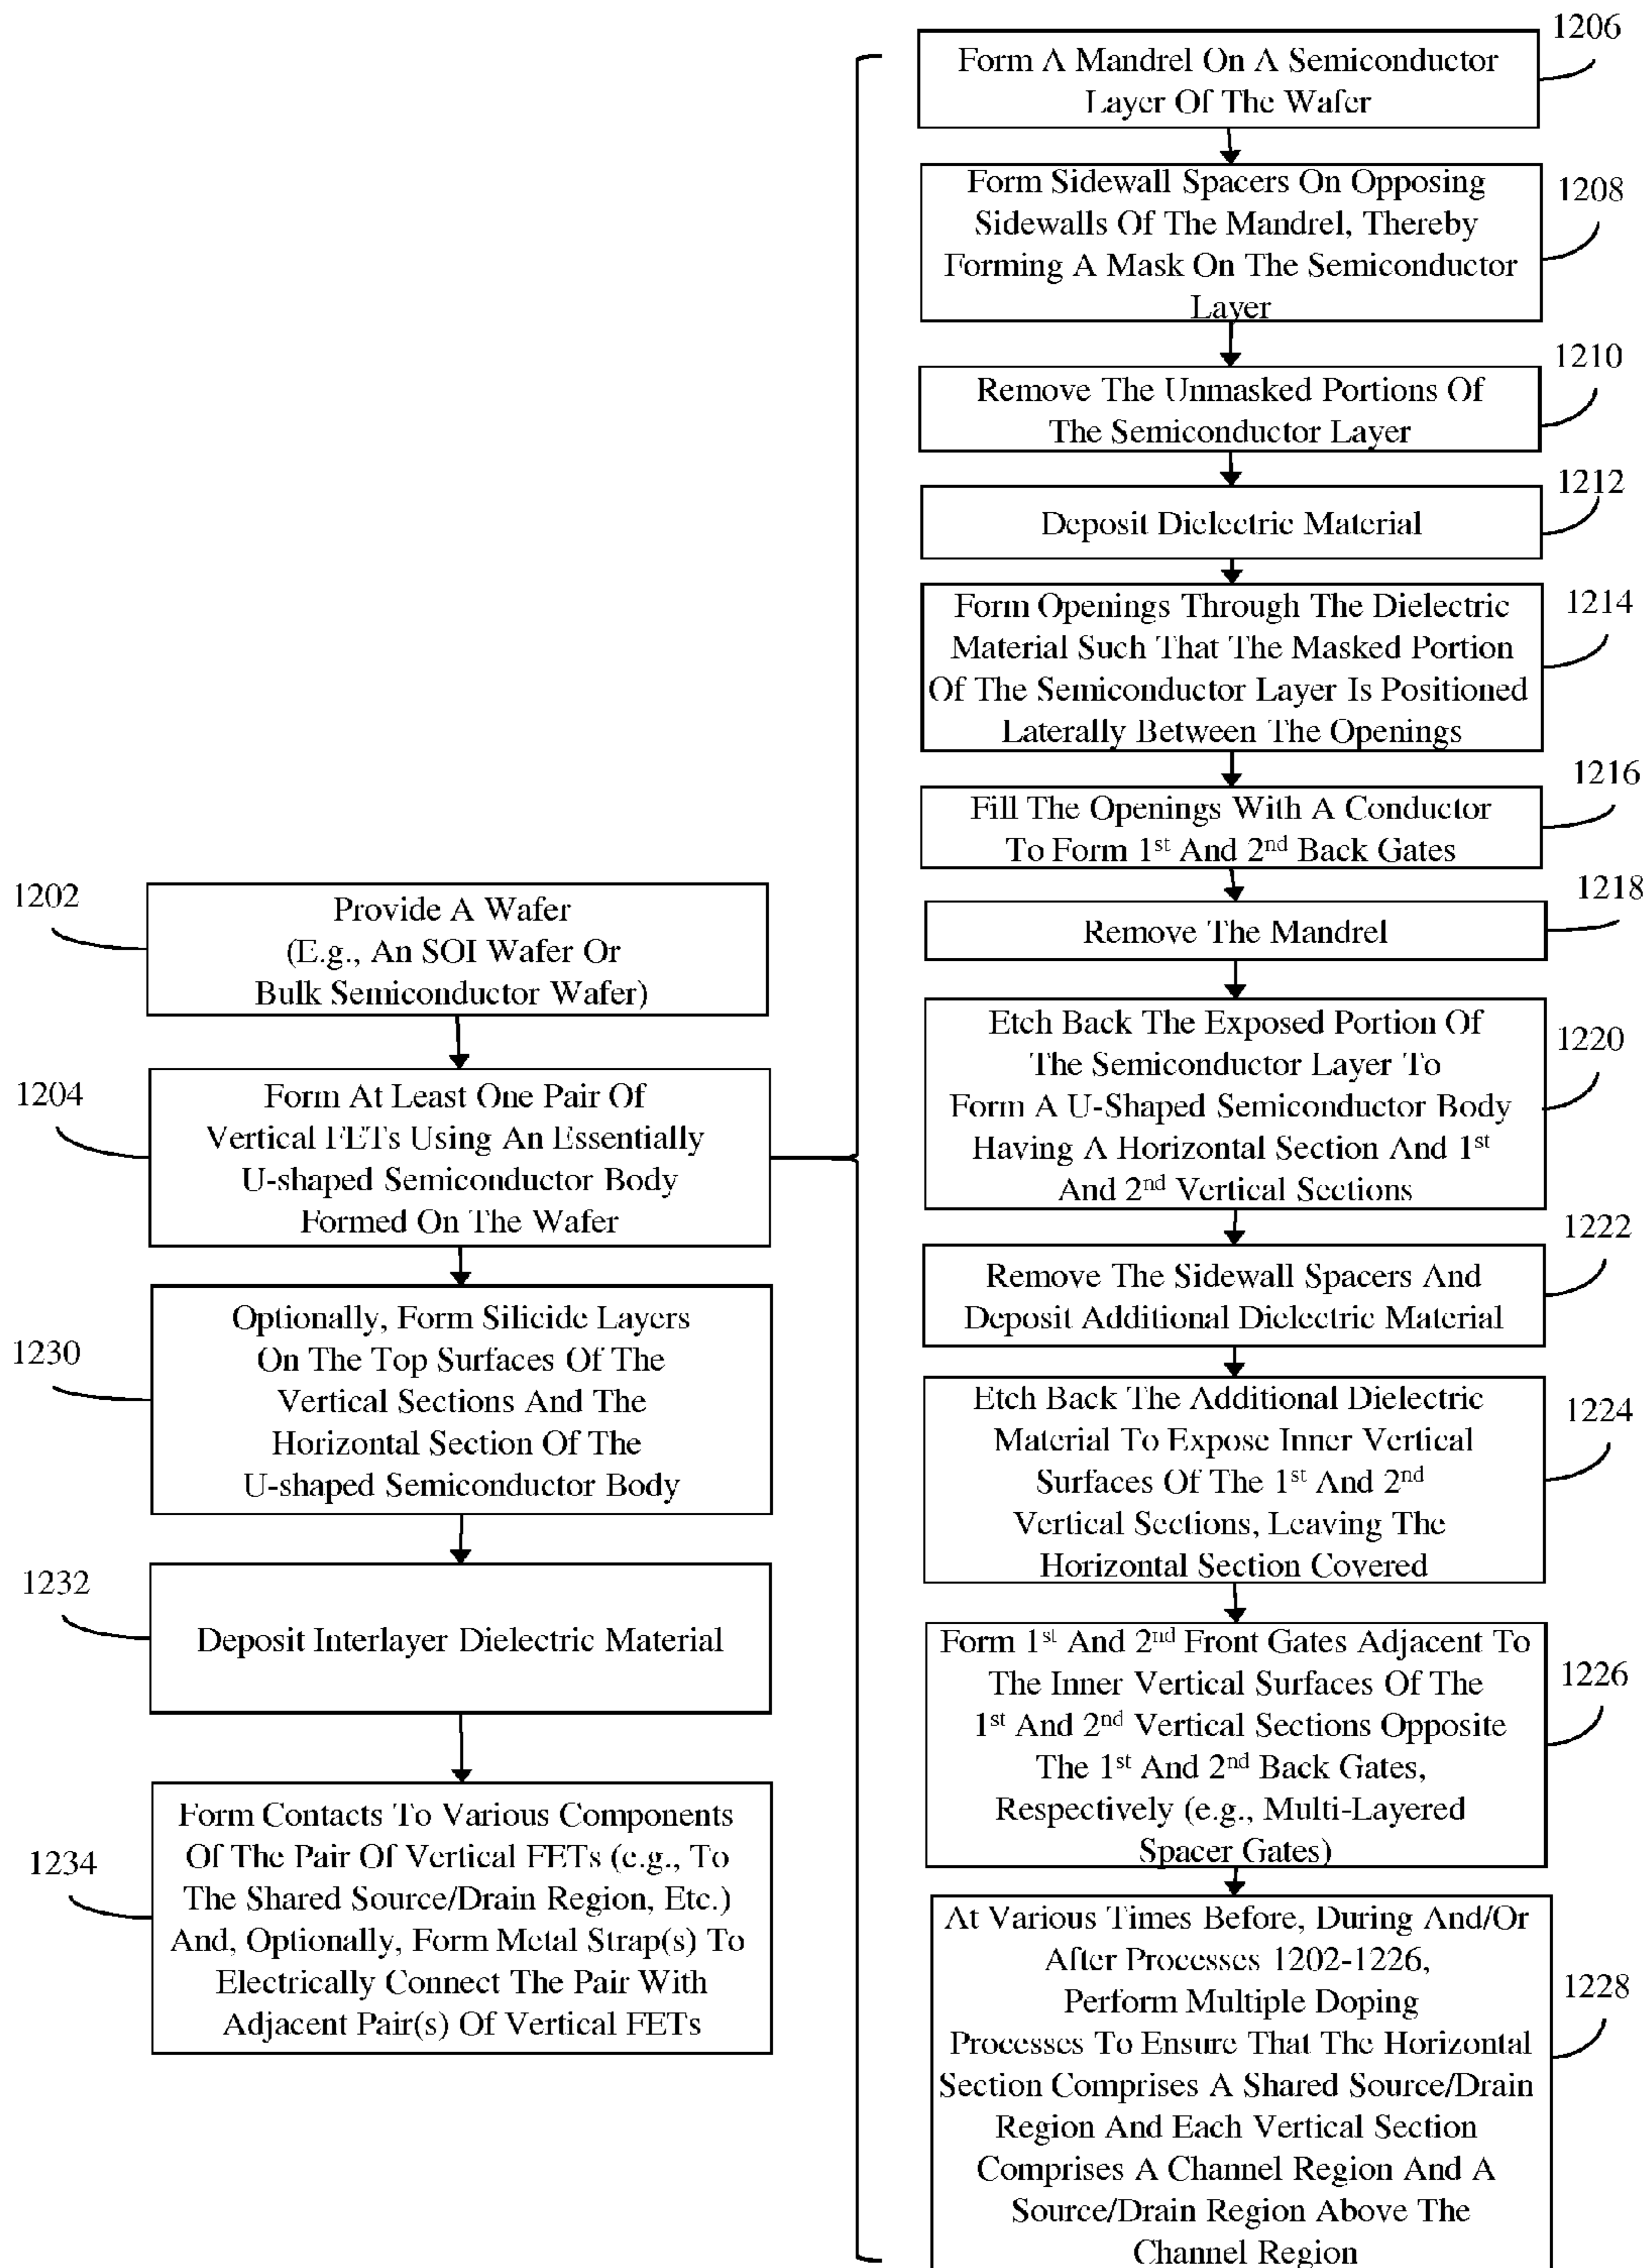 1202
Provide A Wafer
(E.g., An SOI Wafer Or
Bulk Semiconductor Wafer)
1204
Form At Least One Pair Of
Vertical FETs Using An Essentially
U-shaped Semiconductor Body
Formed On The Wafer
1230
Optionally, Form Silicide Layers
On The Top Surfaces Of The
Vertical Sections And The
Horizontal Section Of The
U-shaped Semiconductor Body
1232
Deposit Interlayer Dielectric Material
1234
Form Contacts To Various Components
Of The Pair Of Vertical FETs (e.g., To
The Shared Source/Drain Region, Etc.)
And, Optionally, Form Metal Strap(s) To
Electrically Connect The Pair With
Adjacent Pair(s) Of Vertical FETs
1206
Form A Mandrel On A Semiconductor
Layer Of The Wafer
1208
Form Sidewall Spacers On Opposing
Sidewalls Of The Mandrel, Thereby
Forming A Mask On The Semiconductor
Layer
1210
Remove The Unmasked Portions Of
The Semiconductor Layer
1212
Deposit Dielectric Material
1214
Form Openings Through The Dielectric
Material Such That The Masked Portion
Of The Semiconductor Layer Is Positioned
Laterally Between The Openings
1216
Fill The Openings With A Conductor
To Form 1st And 2nd Back Gates
1218
Remove The Mandrel
1220
Etch Back The Exposed Portion Of
The Semiconductor Layer To
Form A U-Shaped Semiconductor Body
Having A Horizontal Section And 1st
And 2nd Vertical Sections
1222
Remove The Sidewall Spacers And
Deposit Additional Dielectric Material
1224
Etch Back The Additional Dielectric
Material To Expose Inner Vertical
Surfaces Of The 1st And 2nd
Vertical Sections, Leaving The
Horizontal Section Covered
1226
Form 1st And 2nd Front Gates Adjacent To
The Inner Vertical Surfaces Of The
1st And 2nd Vertical Sections Opposite
The 1st And 2nd Back Gates,
Respectively (e.g., Multi-Layered
Spacer Gates)
1228
At Various Times Before, During And/Or
After Processes 1202-1226,
Perform Multiple Doping
Processes To Ensure That The Horizontal
Section Comprises A Shared Source/Drain
Region And Each Vertical Section
Comprises A Channel Region And A
Source/Drain Region Above The
Channel Region